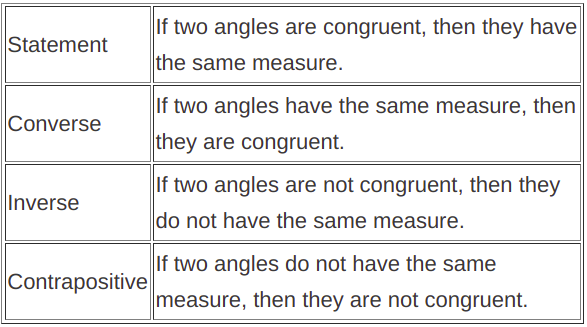 Statement
If two angles are congruent, then they have
the same measure.
Converse
If two angles have the same measure, then
they are congruent.
Inverse
If two angles are not congruent, then they
do not have the same measure.
Contrapositive
If two angles do not have the same
measure, then they are not congruent.